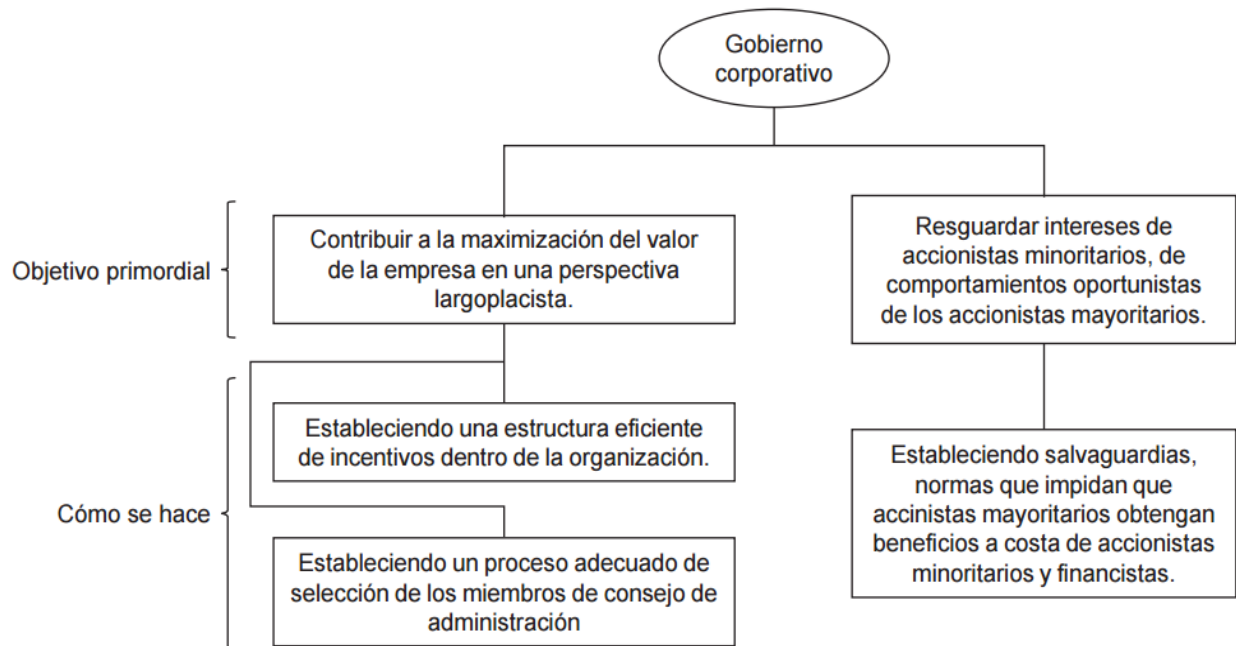 Gobierno
corporativo
Objetivo primordial
Contribuir a la maximización del valor
de la empresa en una perspectiva
largoplacista.
Resguardar intereses de
accionistas minoritarios, de
comportamientos oportunistas
de los accionistas mayoritarios.
Cómo se hace
Estableciendo una estructura eficiente
de incentivos dentro de la organización.
Estableciendo un proceso adecuado de
selección de los miembros de consejo de
administración
Estableciendo salvaguardias,
normas que impidan que
accinistas mayoritarios obtengan
beneficios a costa de accionistas
minoritarios y financistas.